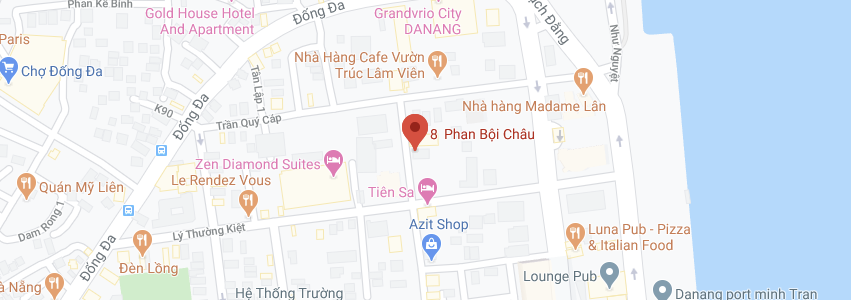 Phan Kế Bính
Gold House Hotel
And Apartment
Đống Đa
Grandvrio City
DANANG
ạch Đằng
Như Nguyệt
Paris
Chợ Đống Đa
Tân Lập 1
Nhà Hàng Cafe Vườn
Trúc Lâm Viên
Nhà hàng Madame Lân
K90
Đống Đa
Trần Quý Cáp
8 Phan Bội Châu
Zen Diamond Suites
Le Rendez Vous
Quán Mỹ Liên
Tiên Sa
Dam Rong 1
Lý Thường Kiệt
Azit Shop
Luna Pub - Pizza
& Italian Food
Đống Đa
Đèn Lồng
à Nẵng
Hệ Thống Trường
Lounge Pub
Danang port minh Tran